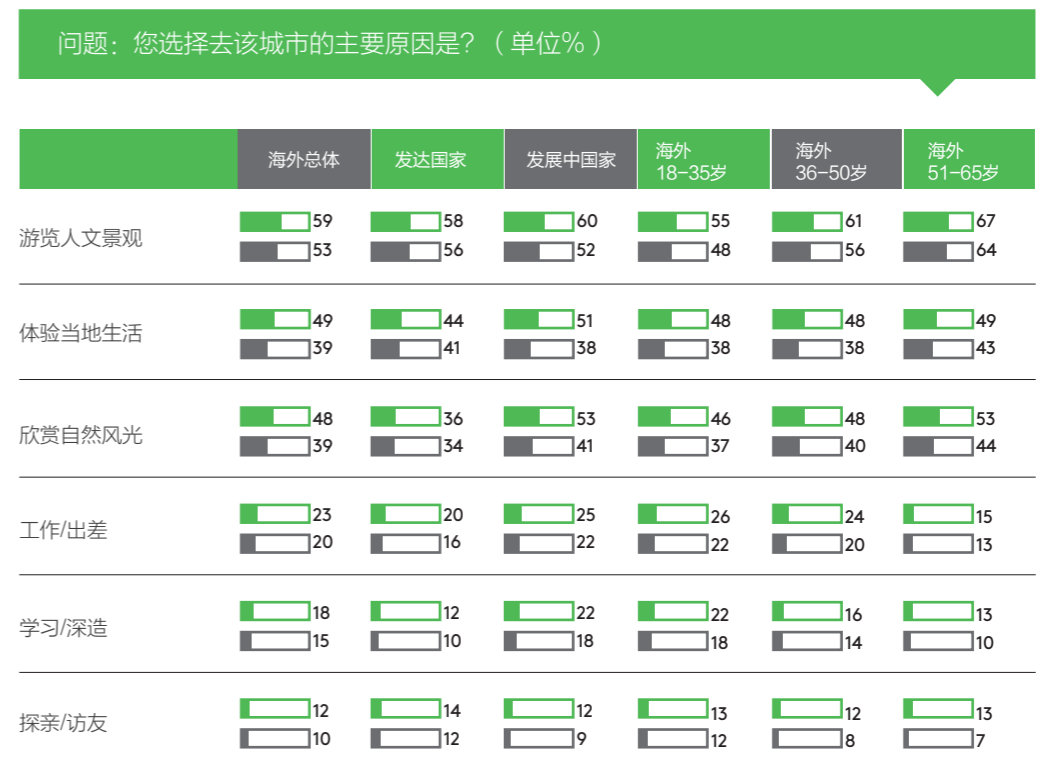 问题：您选择去该城市的主要原因是？（单位%）
海外总体 发达国家 发展中国家 海外 18-35岁 海外 36-50岁 海外 51-65岁
游览人文景观
59 58 60 55 61 67
53 56 52 48 56 64
体验当地生活
49 44 51 48 48 49
39 41 38 38 38 43
欣赏自然风光
48 36 53 46 48 53
39 34 41 37 40 44
工作/出差
23 20 25 26 24 15
20 16 22 22 20 13
学习/深造
18 12 22 22 16 13
15 10 18 18 14 10
探亲/访友
12 14 12 13 12 13
10 12 9 12 8 7